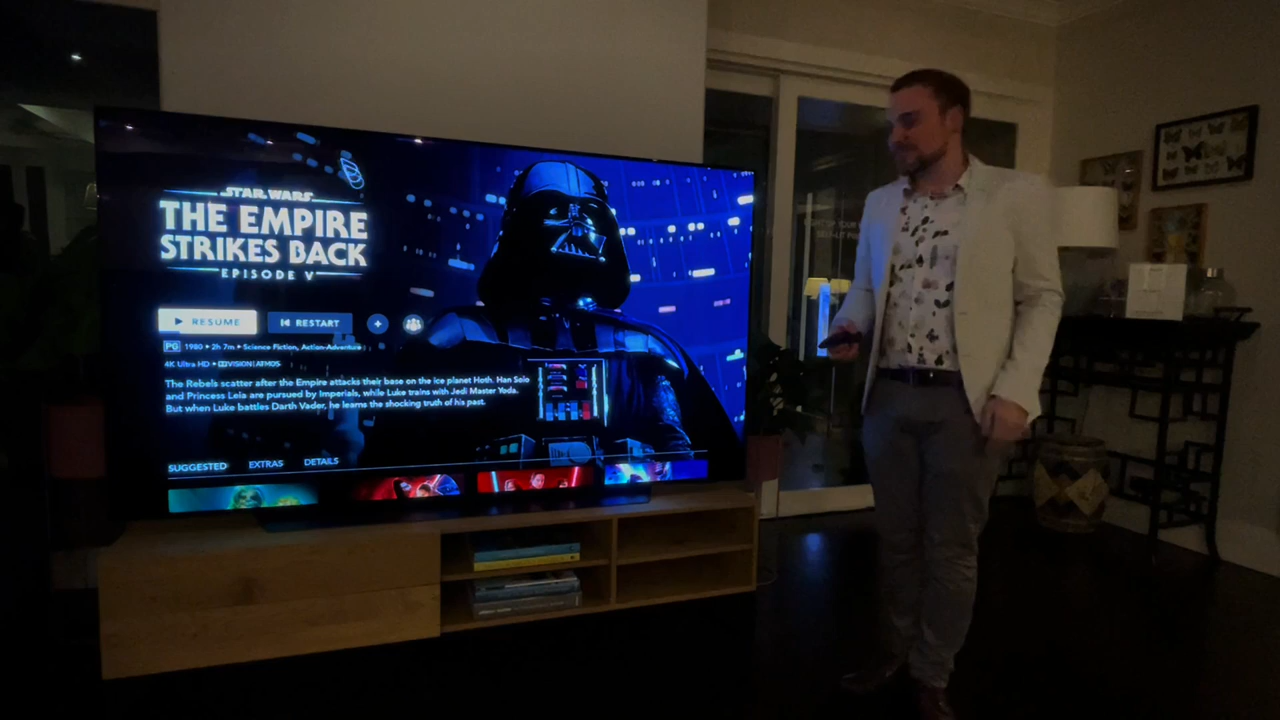 STAR WARS
THE EMPIRE
STRIKES BACK
EPISODE V
RESUME
RESTART
PG 1980 • 2h 7m • Science Fiction, Action-Adventure
4K Ultra HD • VISION | ATMOS
The Rebels scatter after the Empire attacks their base on the ice planet Hoth. Han Solo
and Princess Leia are pursued by Imperials, while Luke trains with Jedi Master Yoda.
But when Luke battles Darth Vader, he learns the shocking truth of his past.
SUGGESTED
EXTRAS
DETAILS